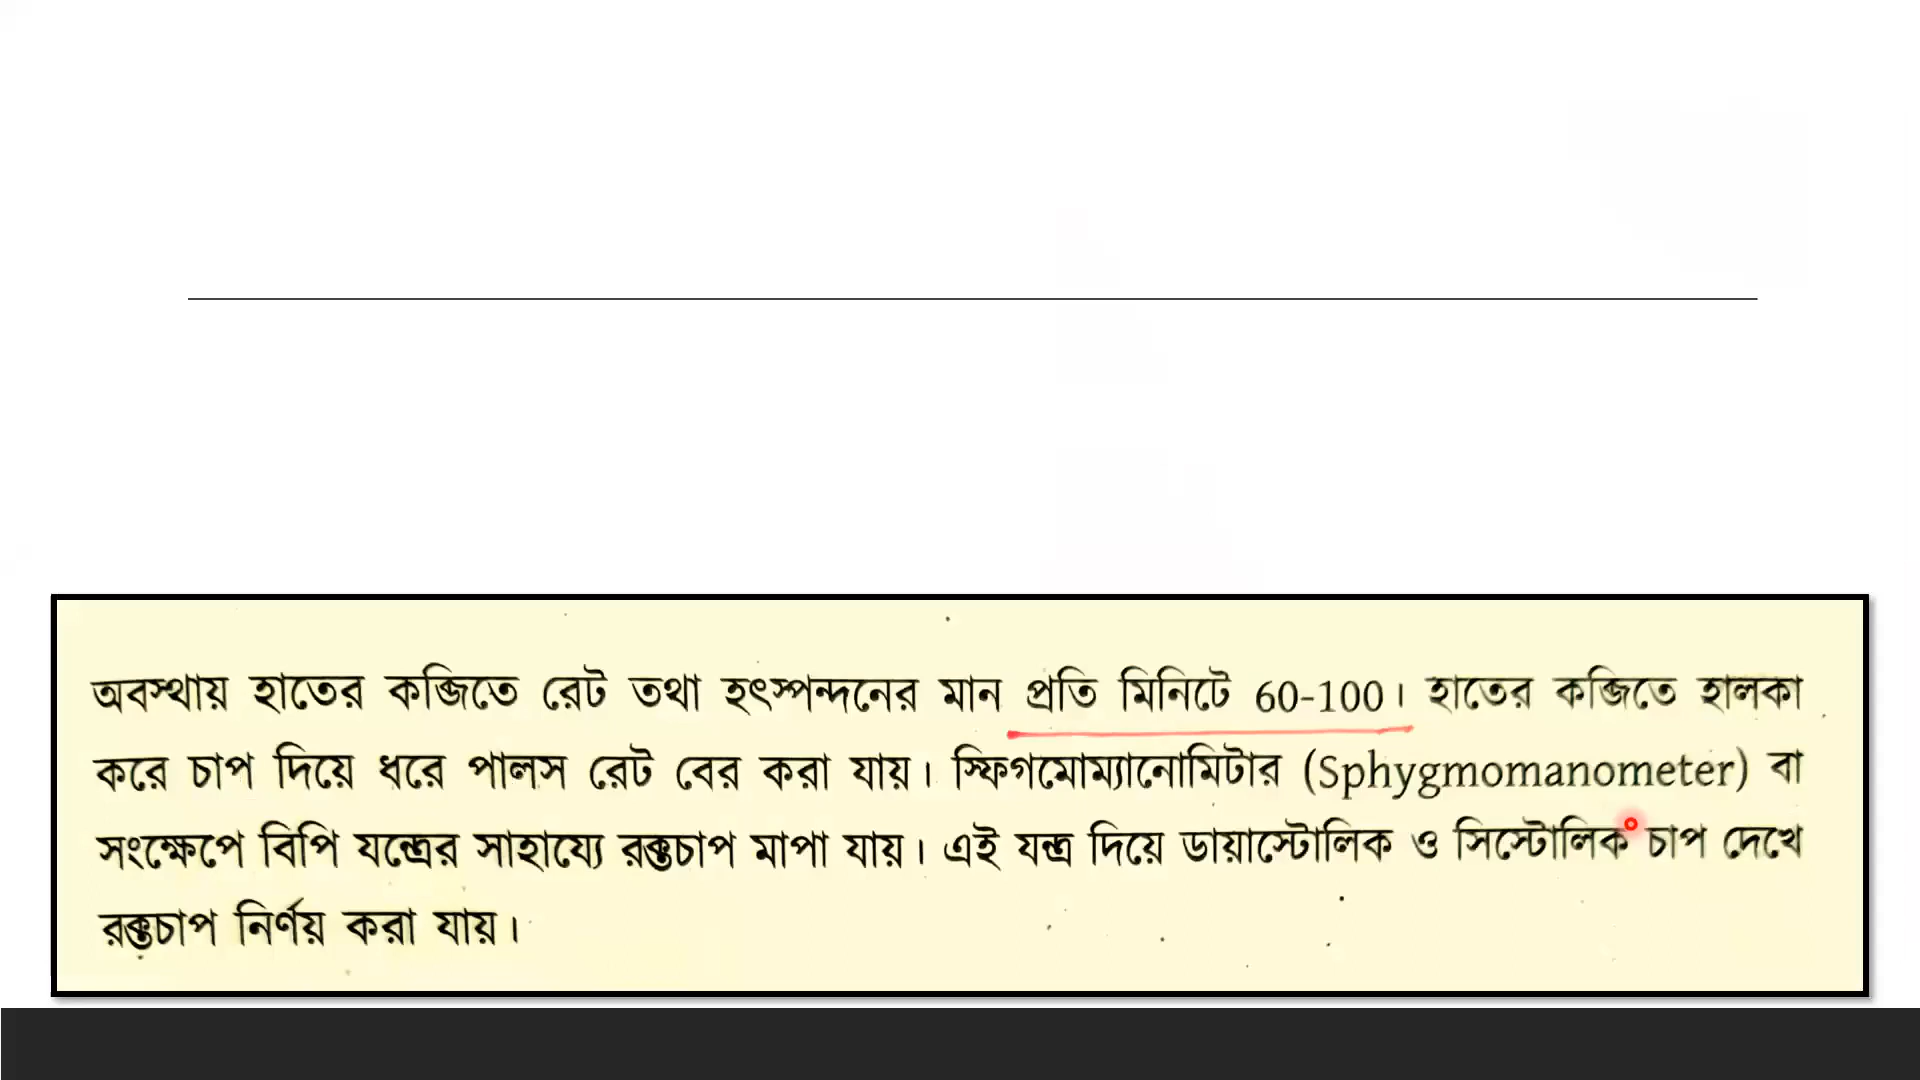 অবস্থায় হাতের কব্জিতে রেট তথা হৃৎস্পন্দনের মান প্রতি মিনিটে 60-100। হাতের কব্জিতে হালকা
করে চাপ দিয়ে ধরে পালস রেট বের করা যায়। স্ফিগমোম্যানোমিটার (Sphygmomanometer) বা
সংক্ষেপে বিপি যন্ত্রের সাহায্যে রক্তচাপ মাপা যায়। এই যন্ত্র দিয়ে ডায়াস্টোলিক ও সিস্টোলিক চাপ দেখে
রক্তচাপ নির্ণয় করা যায়।